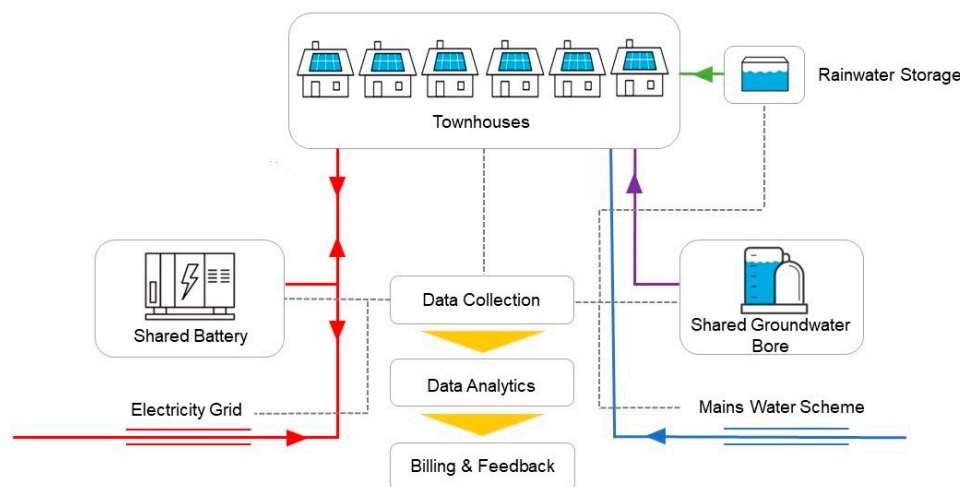 Townhouses
Rainwater Storage
Shared Battery
Data Collection
Shared Groundwater
Bore
Electricity Grid
Data Analytics
Mains Water Scheme
Billing & Feedback